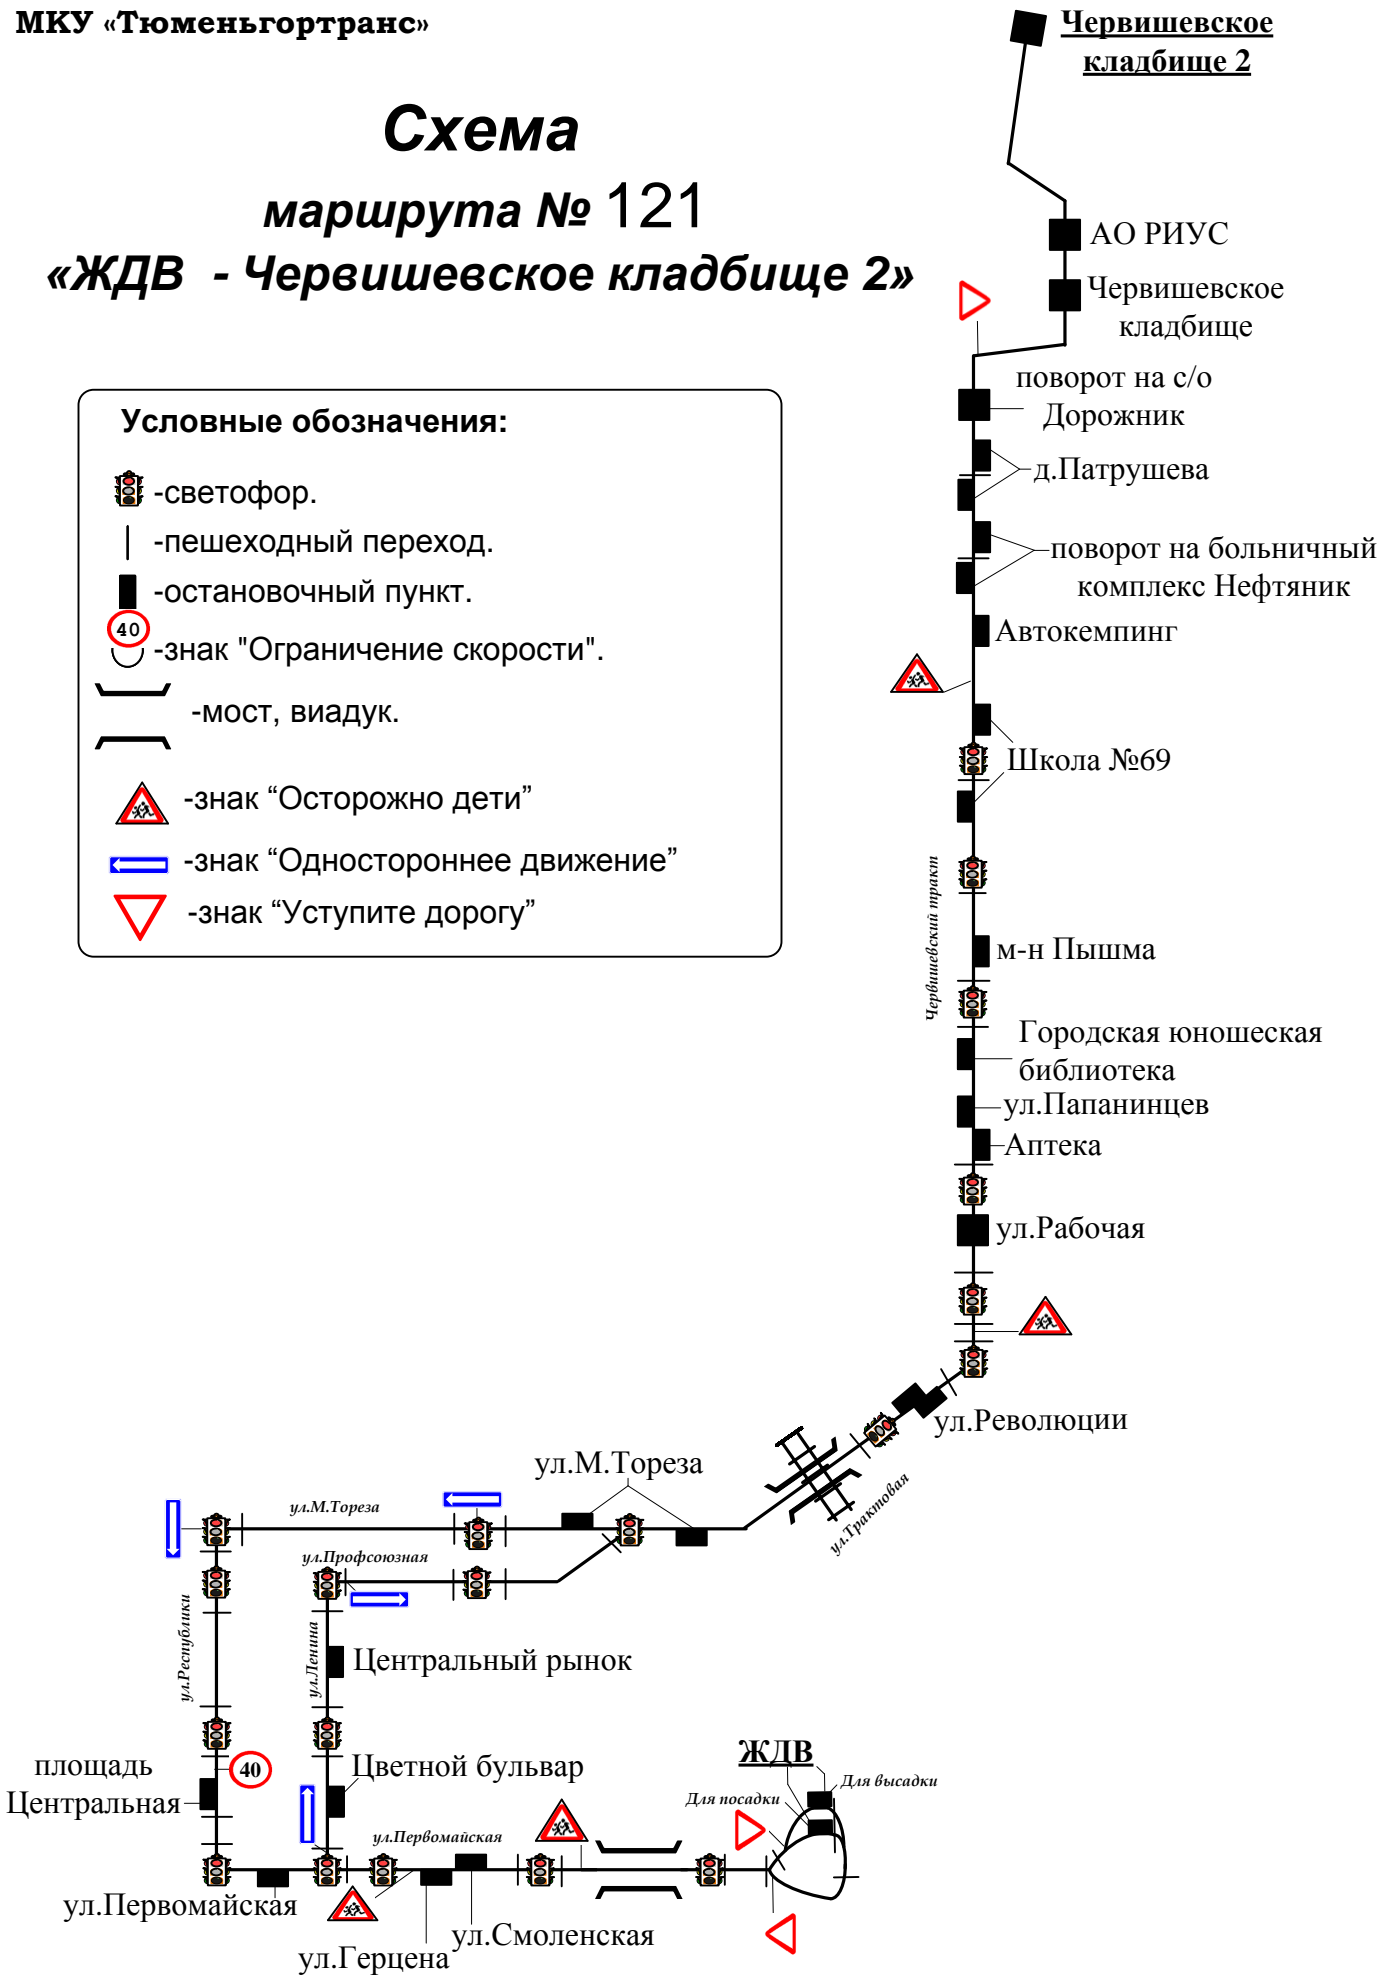 МКУ «Тюменьгортранс»
Схема
маршрута № 121
«ЖДВ - Червишевское кладбище 2»
Условные обозначения:
-светофор.
-пешеходный переход.
-остановочный пункт.
40
-знак "Ограничение скорости".
-мост, виадук.
-знак “Осторожно дети”
-знак “Одностороннее движение”
-знак “Уступите дорогу”
Червишевское
кладбище 2
АО РИУС
Червишевское
кладбище
поворот на с/о
Дорожник
д.Патрушева
поворот на больничный
комплекс Нефтяник
Автокемпинг
Школа №69
Червишевский тракт
м-н Пышма
Городская юношеская
библиотека
ул.Папанинцев
Аптека
ул.Рабочая
ул.Революции
ул.Трактовая
ул.М.Тореза
ул.М.Тореза
ул.Профсоюзная
ул.Республики
ул.Ленина
Центральный рынок
площадь
Центральная
40
Цветной бульвар
ЖДВ
Для высадки
Для посадки
ул.Первомайская
ул.Первомайская
ул.Герцена
ул.Смоленская